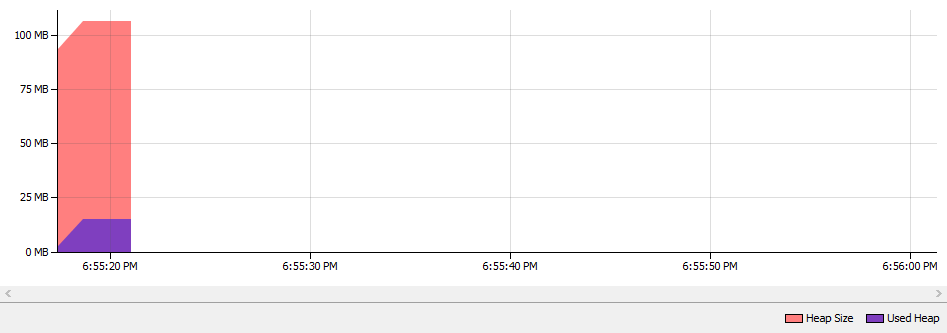 100 MB
75 MB
50 MB
25 MB
0 MB
6:55:20 PM 6:55:30 PM 6:55:40 PM 6:55:50 PM 6:56:00 PM
Heap Size Used Heap